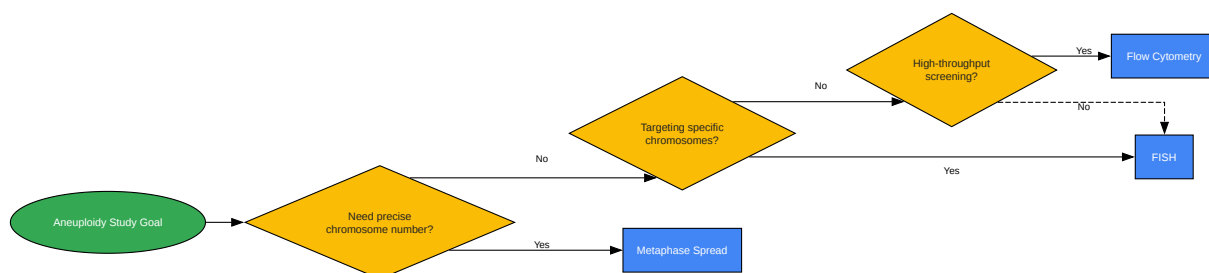 Aneuploidy Study Goal
Need precise
chromosome number?
Yes
Metaphase Spread
No
Targeting specific
chromosomes?
Yes
FISH
No
High-throughput
screening?
Yes
Flow Cytometry
No